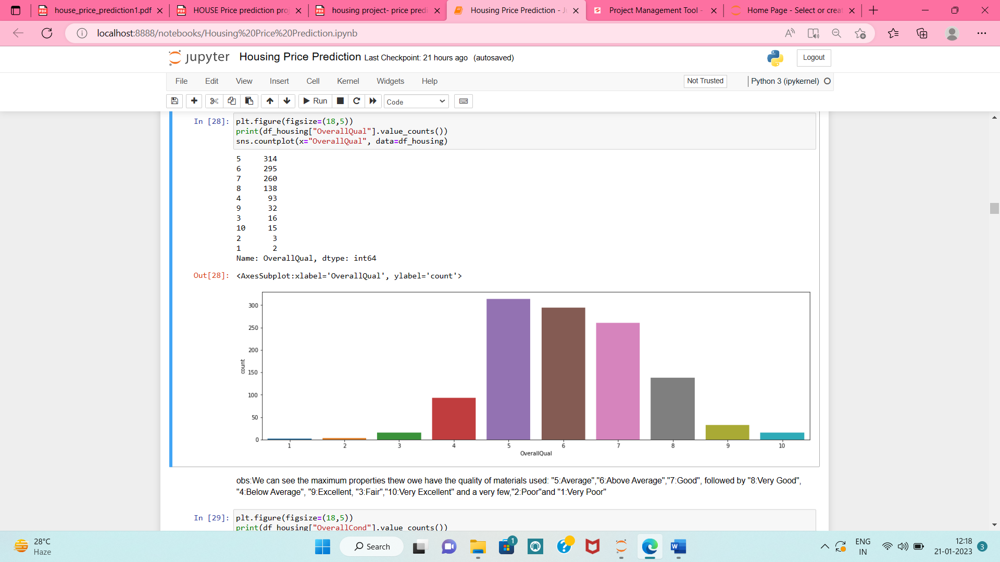 house_price_prediction1.pdf
HOUSE Price prediction pro
housing project- price predi
Housing Price Prediction - J
Project Management Tool -
Home Page - Select or crea
localhost:8888/notebooks/Housing%20Price%20Prediction.ipynb
jupyter Housing Price Prediction Last Checkpoint: 21 hours ago (autosaved)
Logout
File Edit View Insert Cell Kernel Widgets Help
Not Trusted
Python 3 (ipykernel)
Run
Code
In [28]: plt.figure(figsize=(18,5))
print(df_housing["OverallQual"].value_counts())
sns.countplot(x="OverallQual", data=df_housing)
5 314
6 295
7 260
8 138
4 93
9 32
3 16
10 15
2 3
1 2
Name: OverallQual, dtype: int64
Out[28]: <AxesSubplot:xlabel='OverallQual', ylabel='count'>
300
250
200
150
100
50
0
count
1 2 3 4 5 6 7 8 9 10
OverallQual
obs:We can see the maximum properties thew owe have the quality of materials used: "5:Average","6:Above Average","7:Good", followed by "8:Very Good",
"4:Below Average", "9:Excellent, "3:Fair","10:Very Excellent" and a very few,"2:Poor"and "1:Very Poor"
In [29]: plt.figure(figsize=(18,5))
print(df_housing["OverallCond"].value_counts())
28°C
Haze
Search
1
ENG
IN
12:18
21-01-2023
3